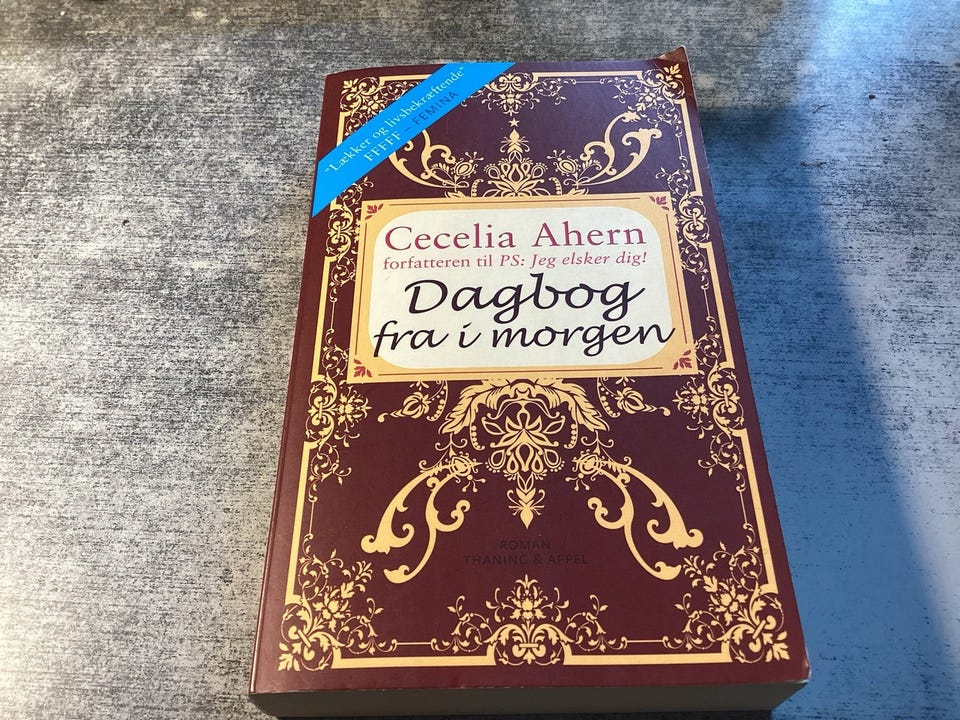 "Lækker og livsbekræftende"
FFFFF – FEMINA
Cecelia Ahern
forfatteren til PS: Jeg elsker dig!
Dagbog
fra i morgen
ROMAN
THANING & APPEL